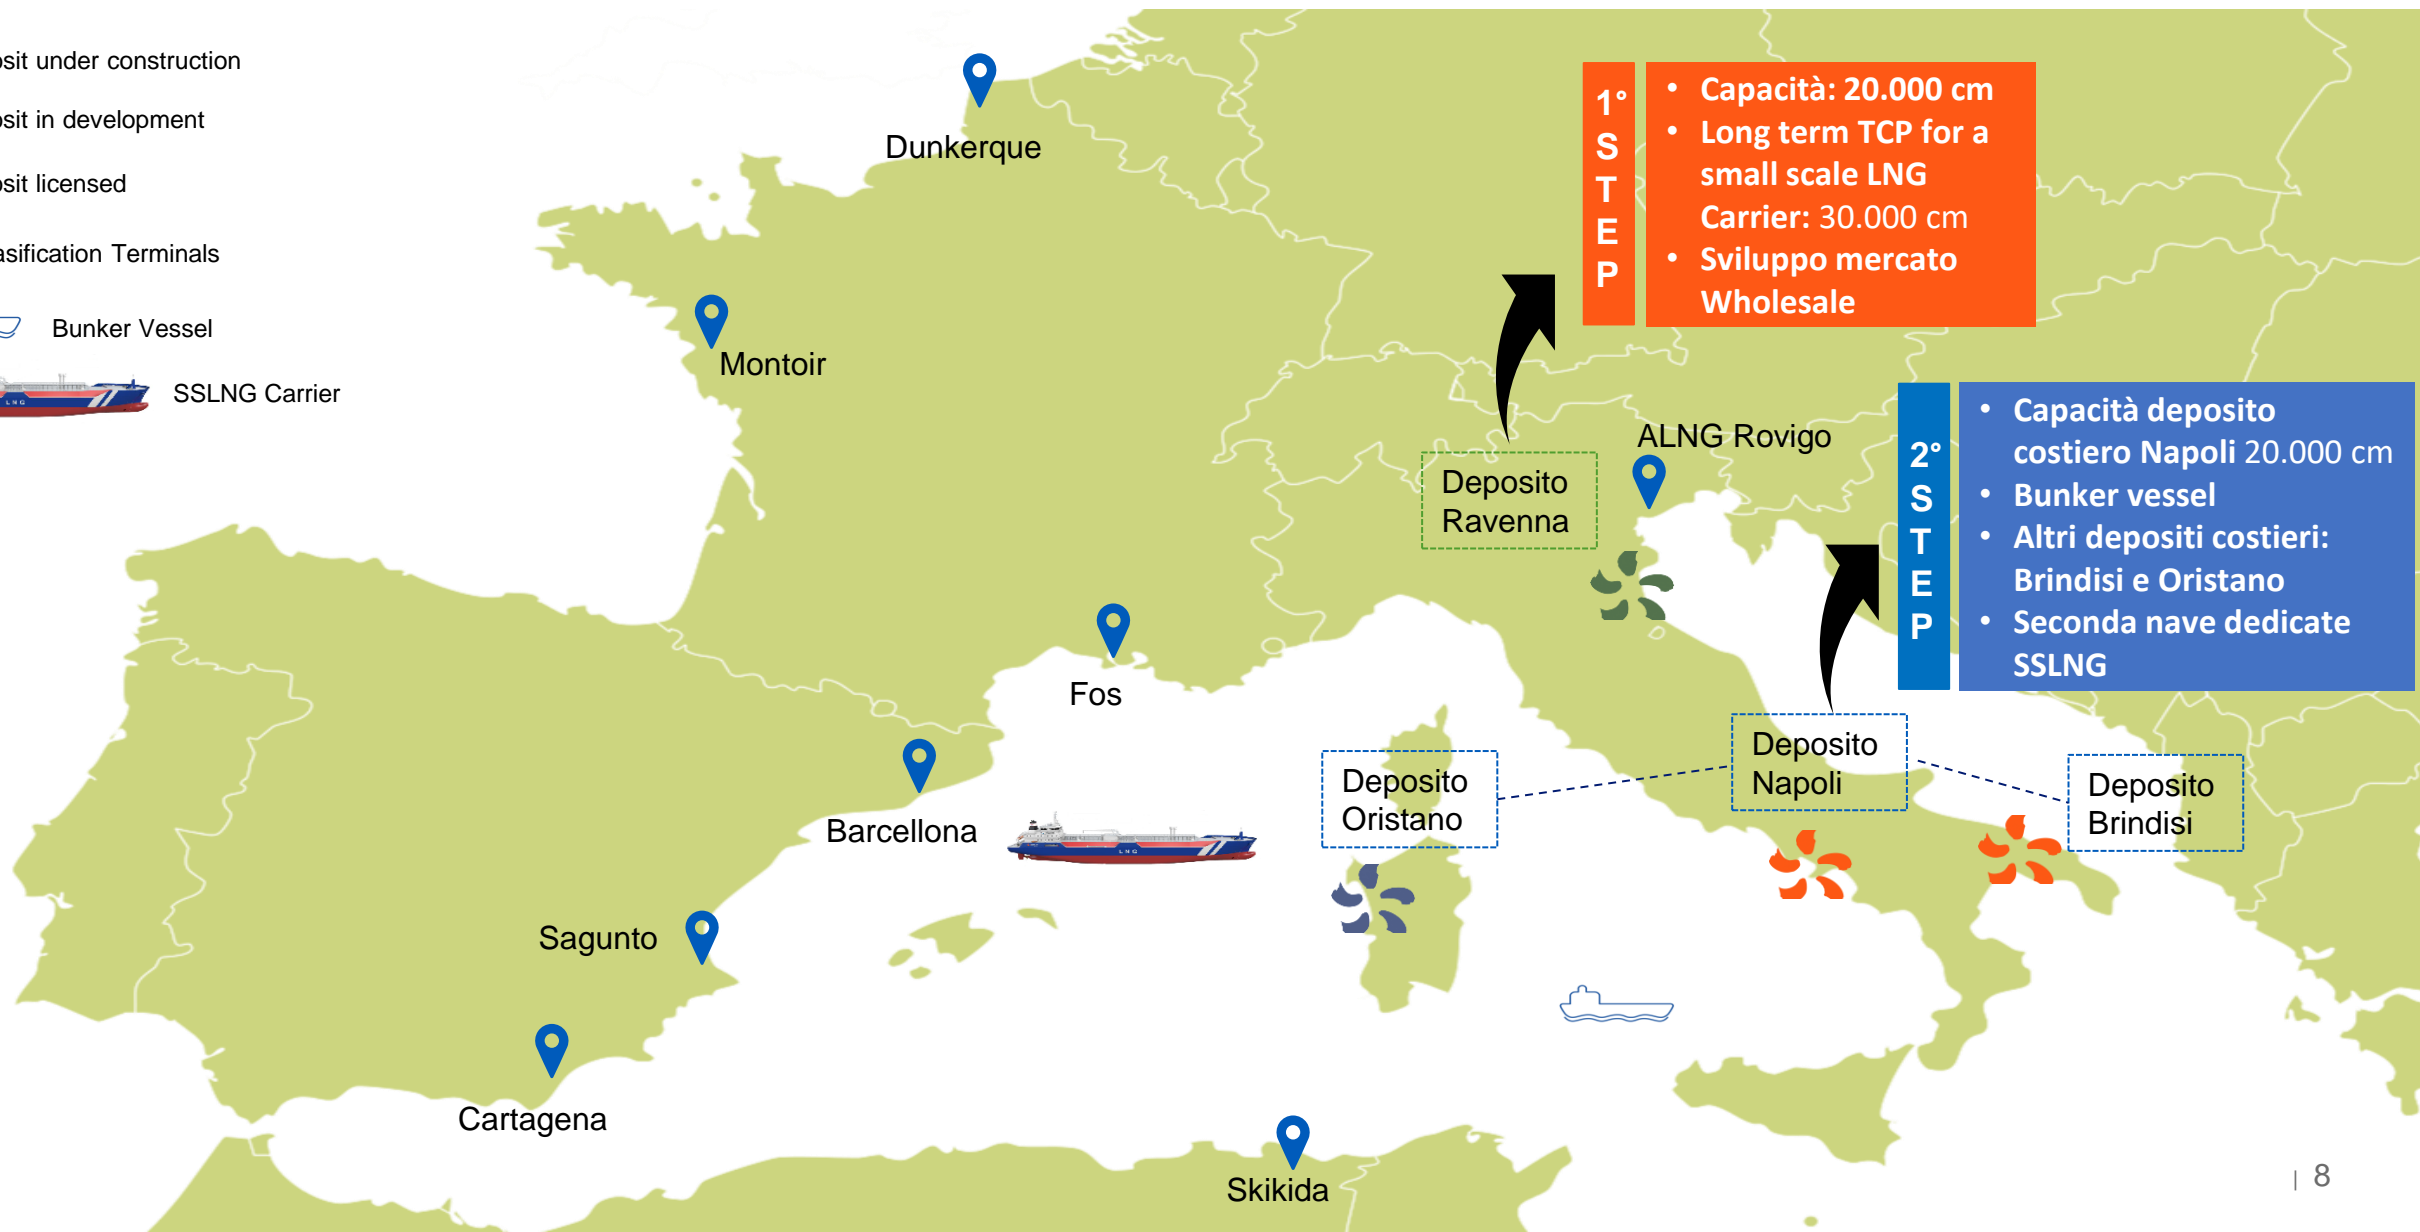 osit under construction
osit in development
osit licensed
asification Terminals
Bunker Vessel
SSLNG Carrier
Dunkerque
Montoir
1°
S
T
E
P
• Capacità: 20.000 cm
• Long term TCP for a
small scale LNG
Carrier: 30.000 cm
• Sviluppo mercato
Wholesale
ALNG Rovigo
Deposito
Ravenna
2°
S
T
E
P
• Capacità deposito
costiero Napoli 20.000 cm
• Bunker vessel
• Altri depositi costieri:
Brindisi e Oristano
• Seconda nave dedicate
SSLNG
Fos
Barcellona
LNG
Deposito
Oristano
Deposito
Napoli
Deposito
Brindisi
Sagunto
Cartagena
Skikida
| 8